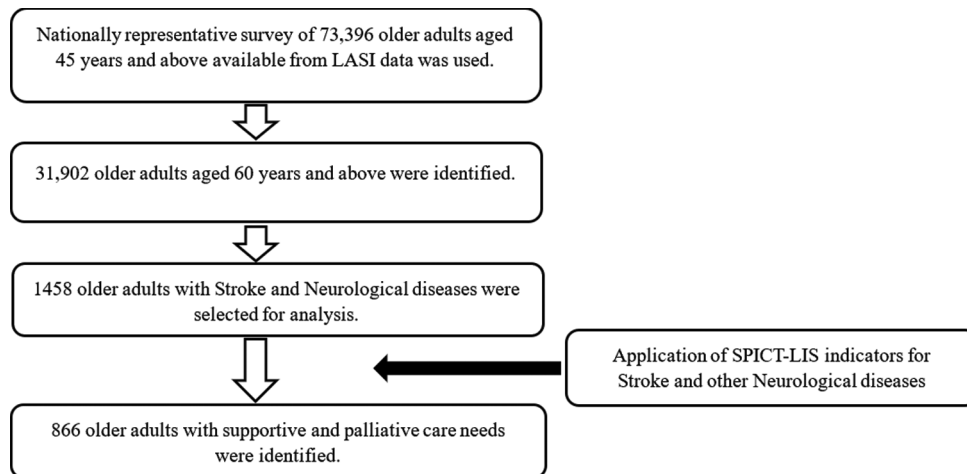 Nationally representative survey of 73,396 older adults aged
45 years and above available from LASI data was used.
31,902 older adults aged 60 years and above were identified.
1458 older adults with Stroke and Neurological diseases were
selected for analysis.
Application of SPICT-LIS indicators for
Stroke and other Neurological diseases
866 older adults with supportive and palliative care needs
were identified.